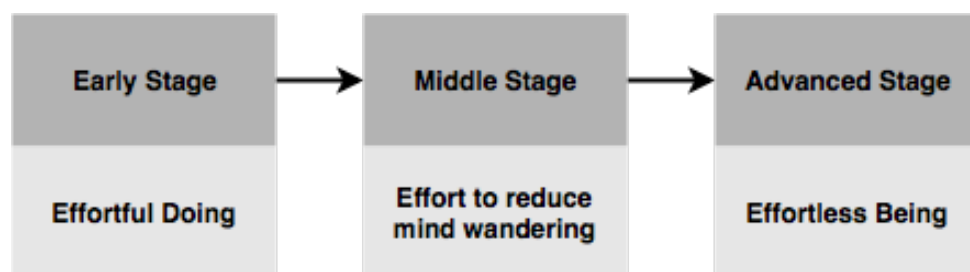 Early Stage
Middle Stage
Advanced Stage
Effortful Doing
Effort to reduce
mind wandering
Effortless Being